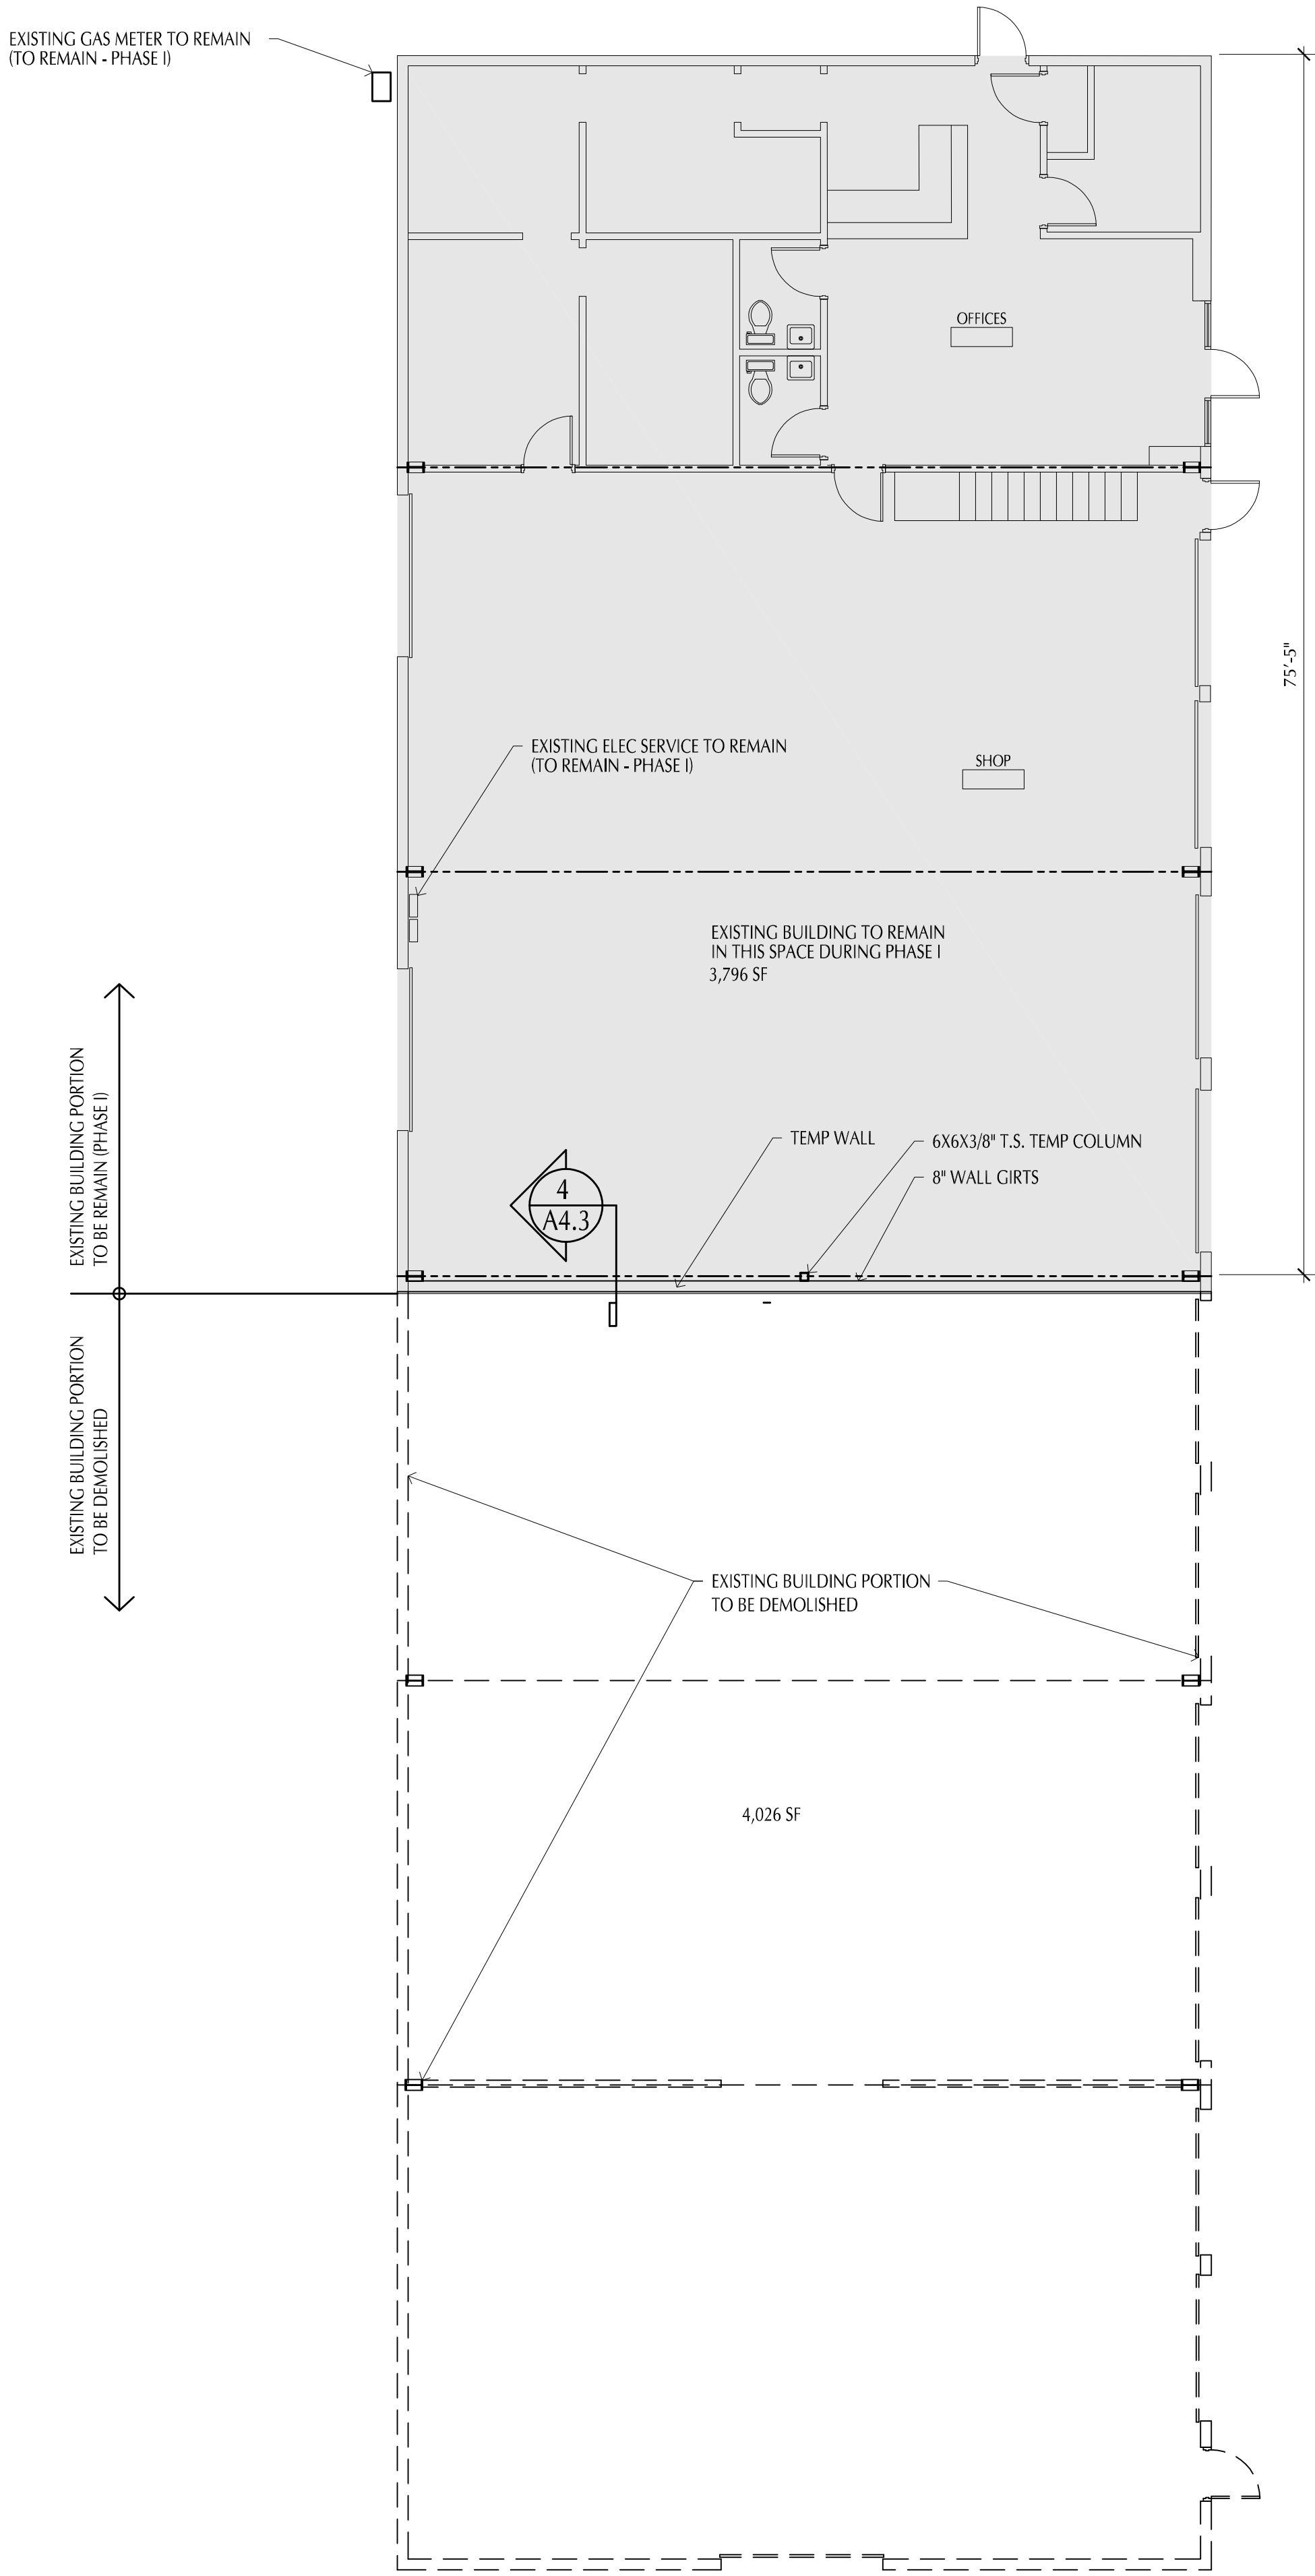 EXISTING GAS METER TO REMAIN
(TO REMAIN - PHASE I)
OFFICES
75'-5"
EXISTING ELEC SERVICE TO REMAIN
(TO REMAIN - PHASE I)
SHOP
EXISTING BUILDING TO REMAIN
IN THIS SPACE DURING PHASE I
3,796 SF
EXISTING BUILDING PORTION
TO BE REMAIN (PHASE I)
TEMP WALL
6X6X3/8" T.S. TEMP COLUMN
8" WALL GIRTS
4
A4.3
EXISTING BUILDING PORTION
TO BE DEMOLISHED
EXISTING BUILDING PORTION
TO BE DEMOLISHED
4,026 SF